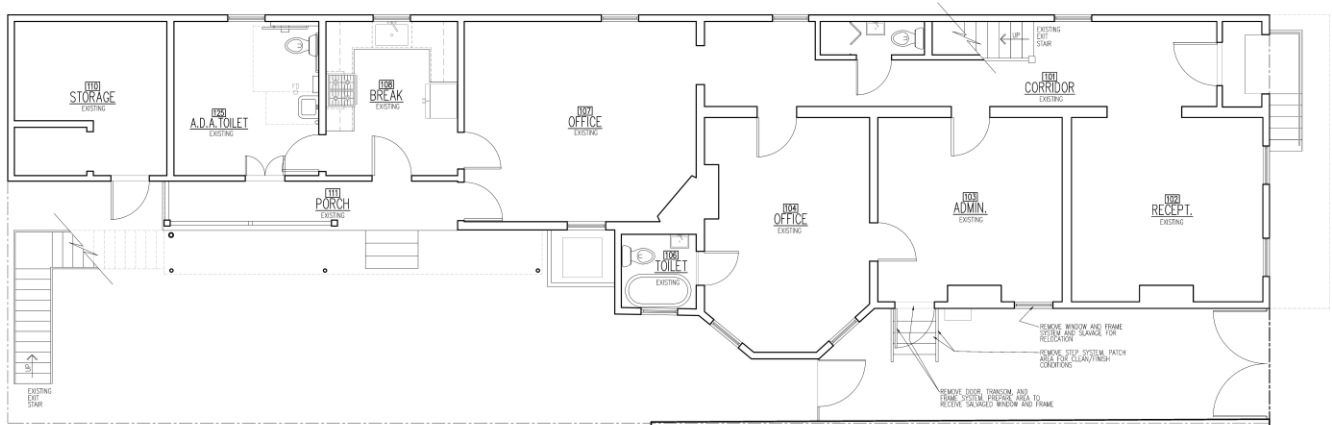 110
STORAGE
EXISTING
125
A.D.A.TOILET
EXISTING
108
BREAK
EXISTING
107
OFFICE
EXISTING
UP
EXISTING
EXIT
STAIR
101
CORRIDOR
EXISTING
111
PORCH
EXISTING
104
OFFICE
EXISTING
103
ADMIN.
EXISTING
102
RECEPT.
EXISTING
106
TOILET
EXISTING
UP
EXISTING
EXIT
STAIR
REMOVE WINDOW AND FRAME
SYSTEM AND SLAVAGE FOR
RELOCATION
REMOVE STEP SYSTEM, PATCH
AREA FOR CLEAN/FINISH
CONDITIONS
REMOVE DOOR, TRANSOM, AND
FRAME SYSTEM, PREPARE AREA TO
RECEIVE SALVAGED WINDOW AND FRAME